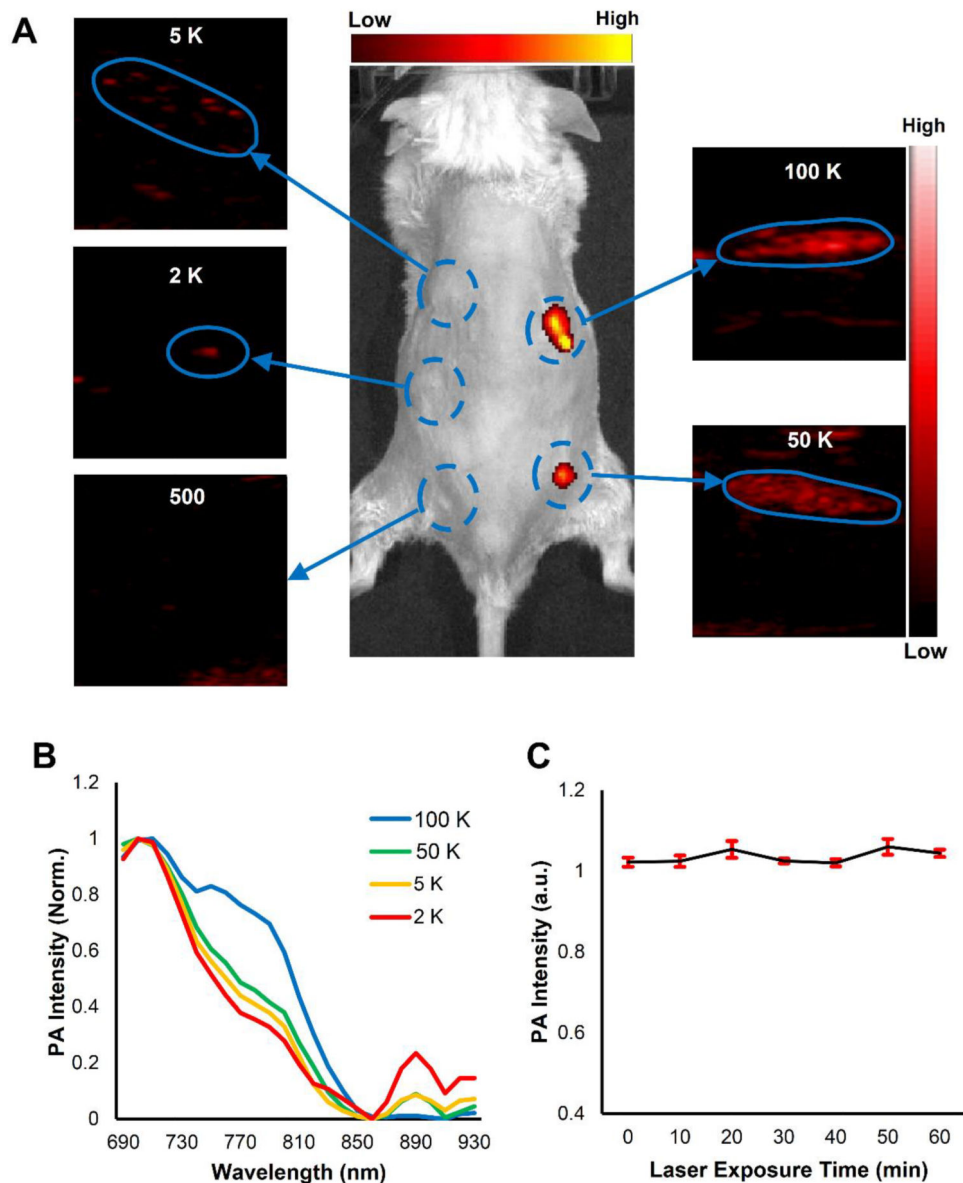 A
5 K
Low
High
2 K
500
High
100 K
50 K
Low
B
PA Intensity (Norm.)
1.2
1
0.8
0.6
0.4
0.2
0
690 730 770 810 850 890 930
Wavelength (nm)
100 K
50 K
5 K
2 K
C
PA Intensity (a.u.)
1.2
1
0.8
0.6
0.4
0 10 20 30 40 50 60
Laser Exposure Time (min)